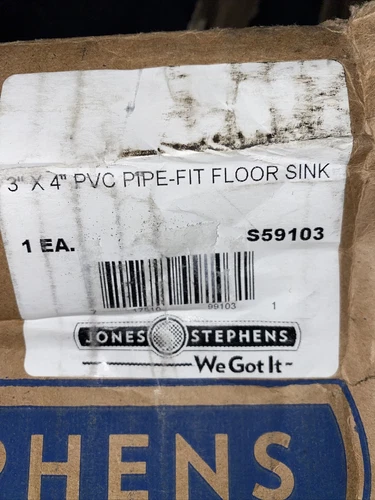 3" X 4" PVC PIPE-FIT FLOOR SINK
1 EA. S59103
99103 1
JONES STEPHENS
We Got It
PHENS